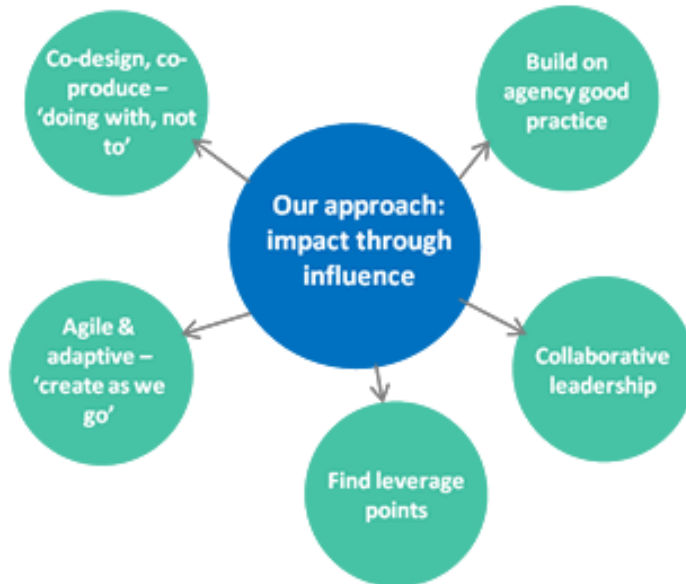 Co-design, co-
produce –
‘doing with, not
to’
Build on
agency good
practice
Our approach:
impact through
influence
Agile &
adaptive –
‘create as we
go’
Collaborative
leadership
Find leverage
points